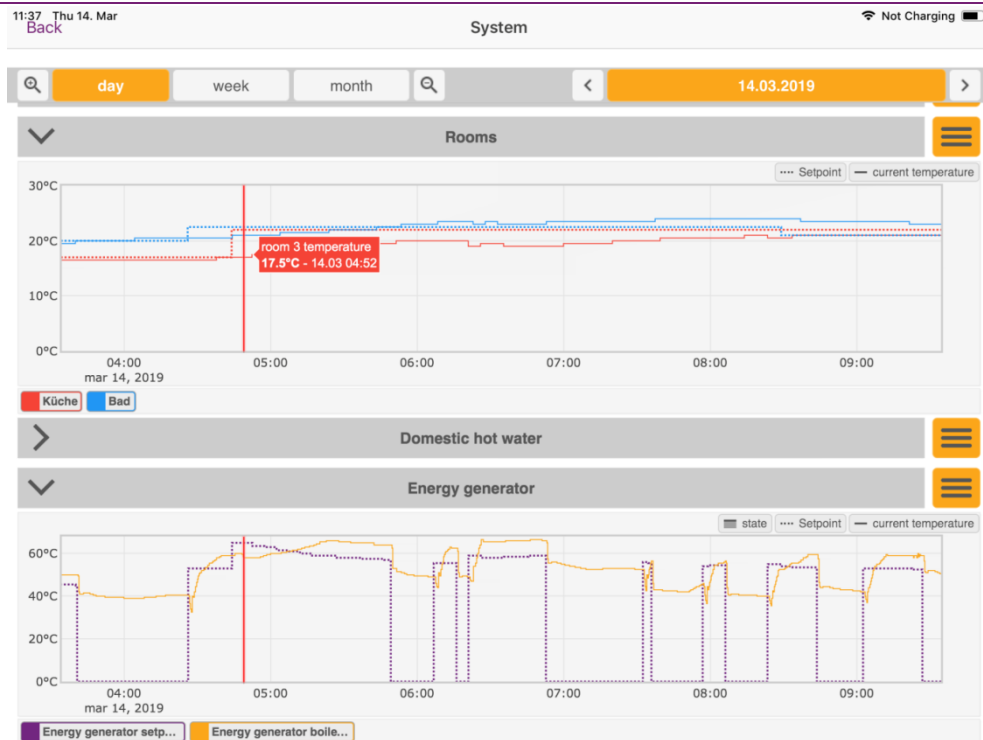 11:37 Thu 14. Mar
Not Charging
Back
System
day
week
month
14.03.2019
Rooms
Setpoint
current temperature
30°C
20°C
10°C
0°C
room 3 temperature
17.5°C - 14.03 04:52
04:00
05:00
06:00
07:00
08:00
09:00
mar 14, 2019
Küche
Bad
Domestic hot water
Energy generator
state
Setpoint
current temperature
60°C
40°C
20°C
0°C
04:00
05:00
06:00
07:00
08:00
09:00
mar 14, 2019
Energy generator setp...
Energy generator boile...